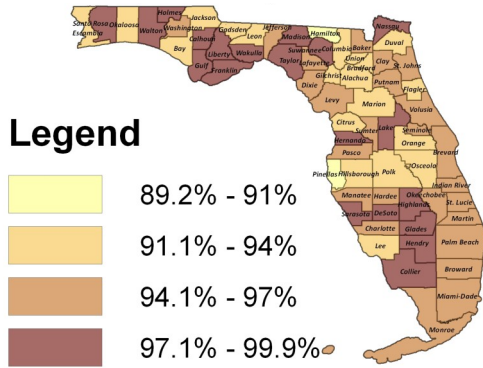 Holmes
Jackson
Santa Rosa Okaloosa
Walton
Washington
Escambia
Bay
Calhoun
Gadsden
Leon
Jefferson
Madison
Hamilton
Nassau
Liberty
Wakulla
Gulf
Franklin
Taylor
Suwannee
Columbia
Baker
Duval
Lafayette
Union
Bradford
Clay
St. Johns
Gilchrist
Alachua
Putnam
Dixie
Flagler
Levy
Marion
Volusia
Citrus
Sumter
Lake
Seminole
Hernando
Orange
Pasco
Brevard
Pinellas
Hillsborough
Polk
Osceola
Indian River
Manatee
Hardee
Okeechobee
Highlands
St. Lucie
Sarasota
DeSoto
Martin
Charlotte
Glades
Lee
Hendry
Palm Beach
Collier
Broward
Miami-Dade
Monroe
Legend
89.2% - 91%
91.1% - 94%
94.1% - 97%
97.1% - 99.9%